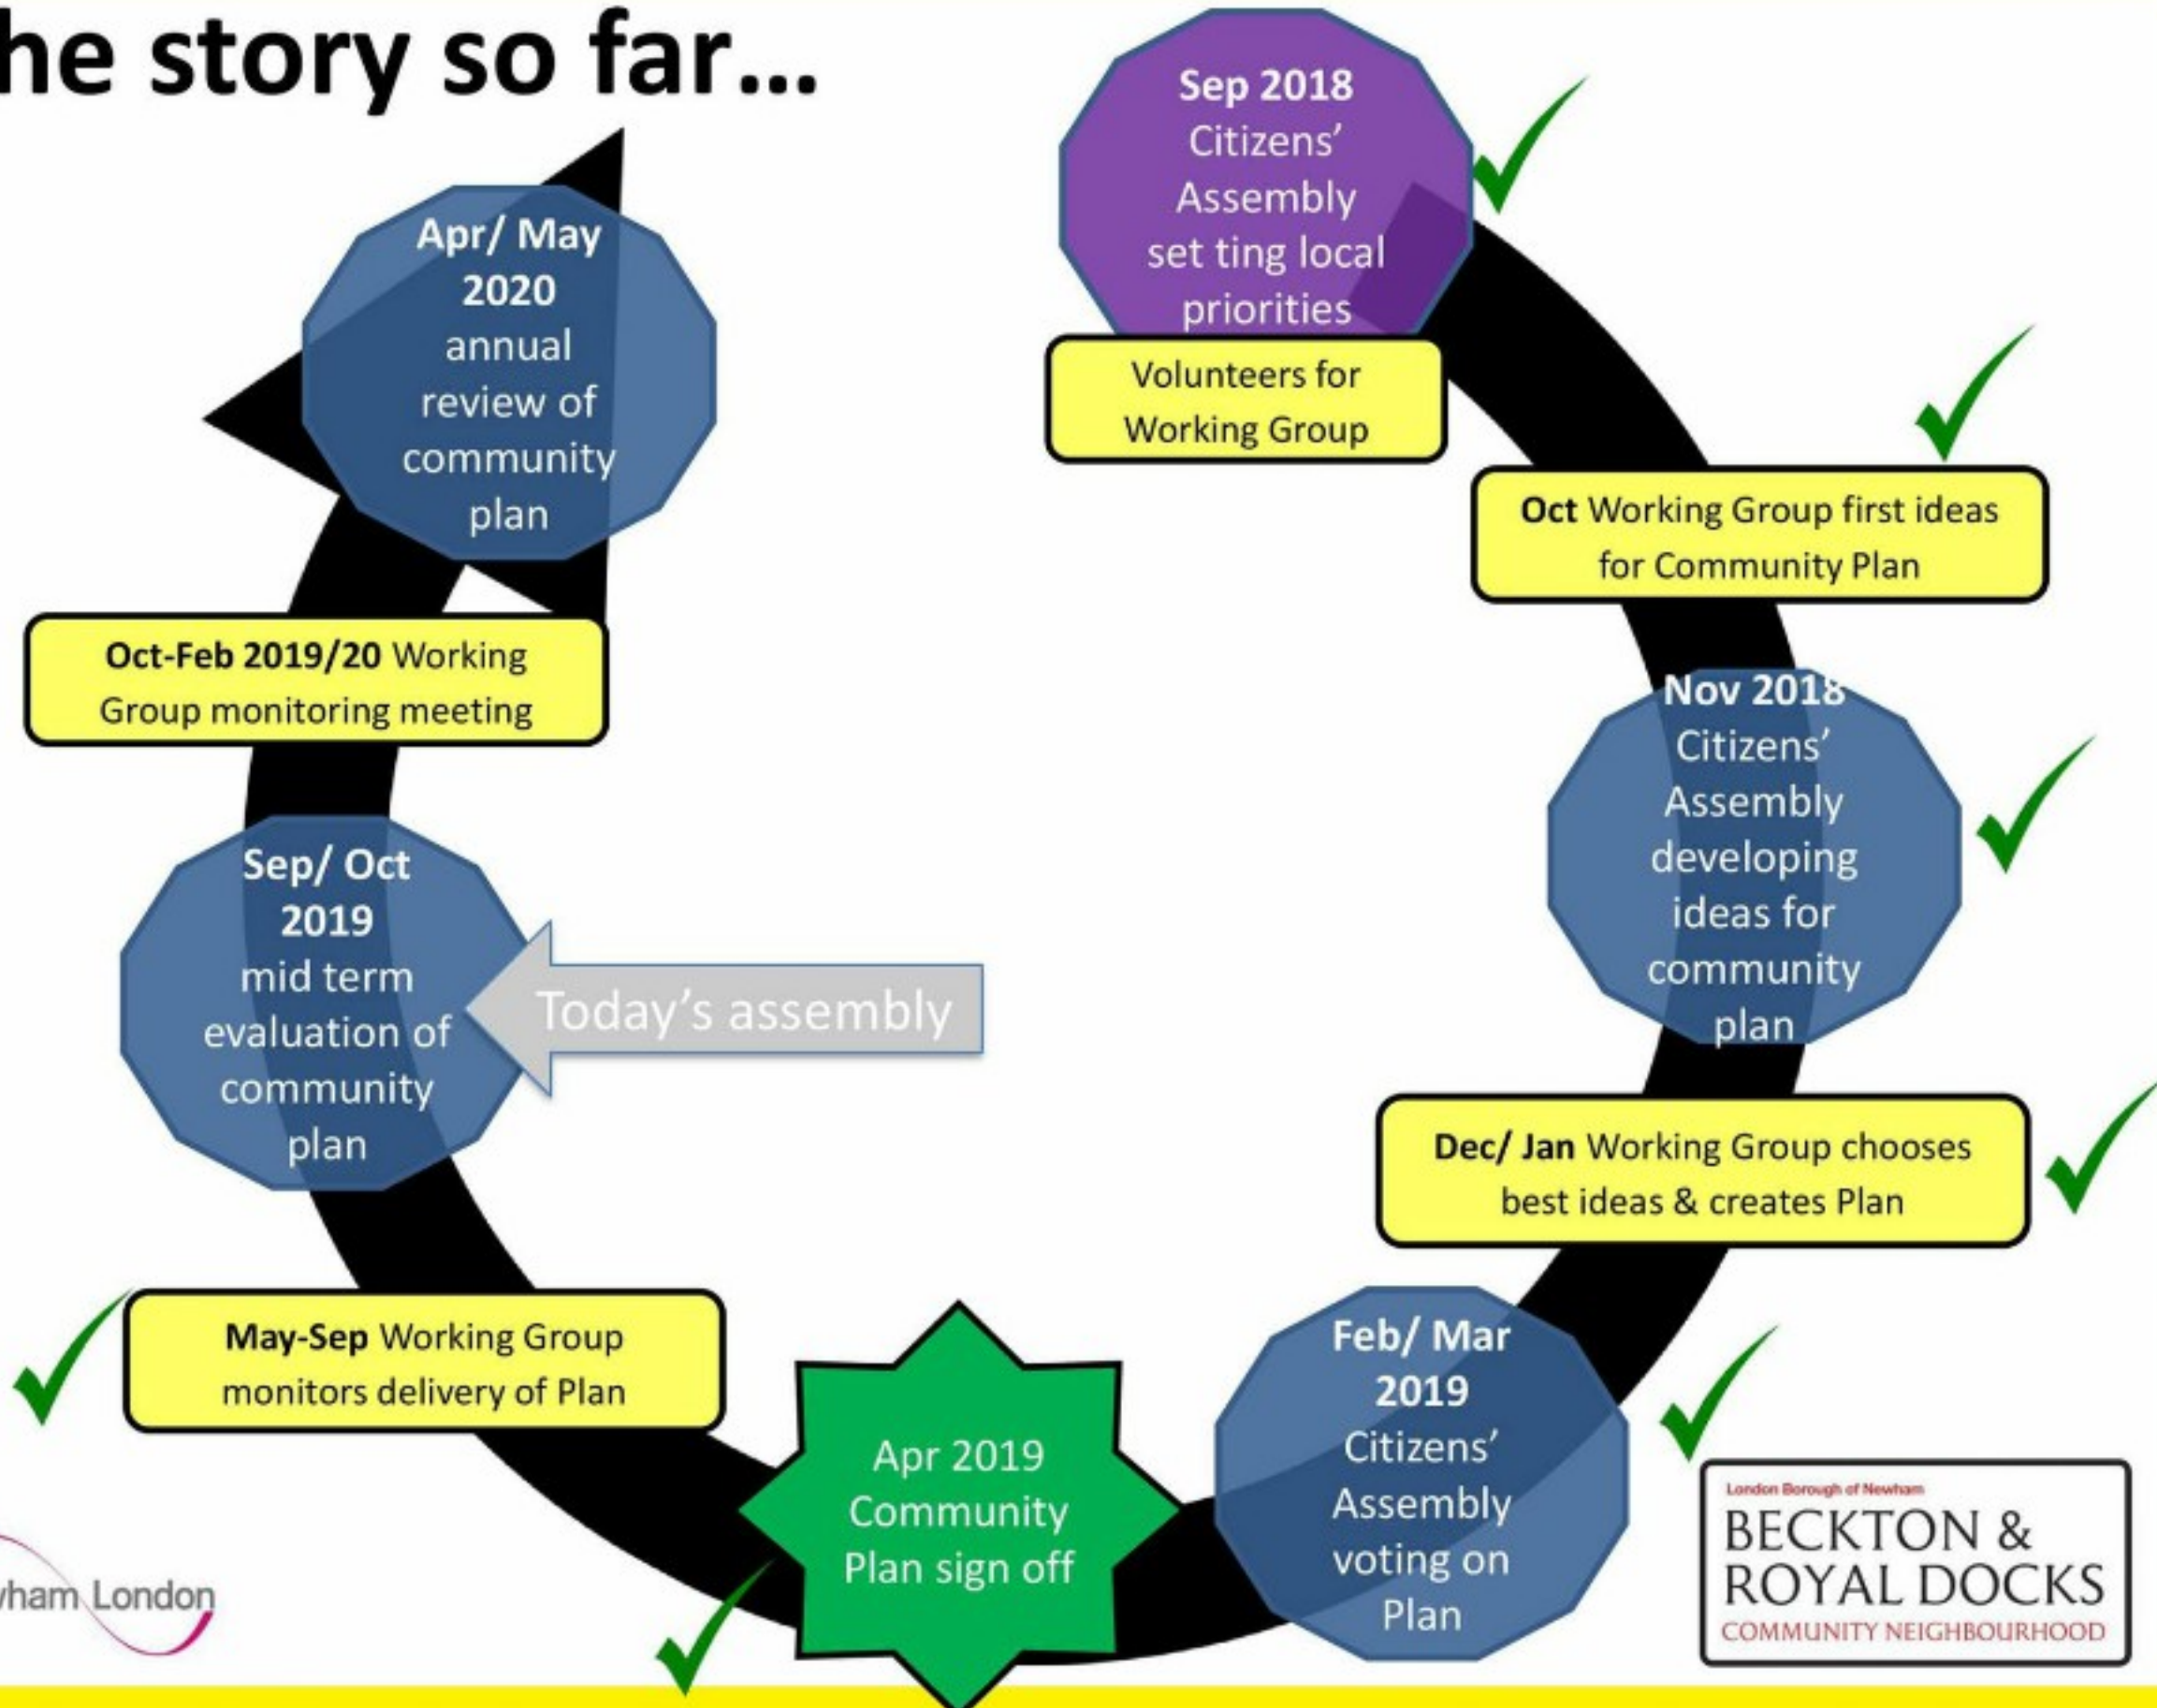 he story so far...
Sep 2018
Citizens'
Assembly
set ting local
priorities
Volunteers for
Working Group
Oct Working Group first ideas
for Community Plan
Nov 2018
Citizens'
Assembly
developing
ideas for
community
plan
Dec/ Jan Working Group chooses
best ideas & creates Plan
Feb/ Mar
2019
Citizens'
Assembly
voting on
Plan
Apr 2019
Community
Plan sign off
May-Sep Working Group
monitors delivery of Plan
Sep/ Oct
2019
mid term
evaluation of
community
plan
Today's assembly
Oct-Feb 2019/20 Working
Group monitoring meeting
Apr/ May
2020
annual
review of
community
plan
ham London
London Borough of Newham
BECKTON &
ROYAL DOCKS
COMMUNITY NEIGHBOURHOOD